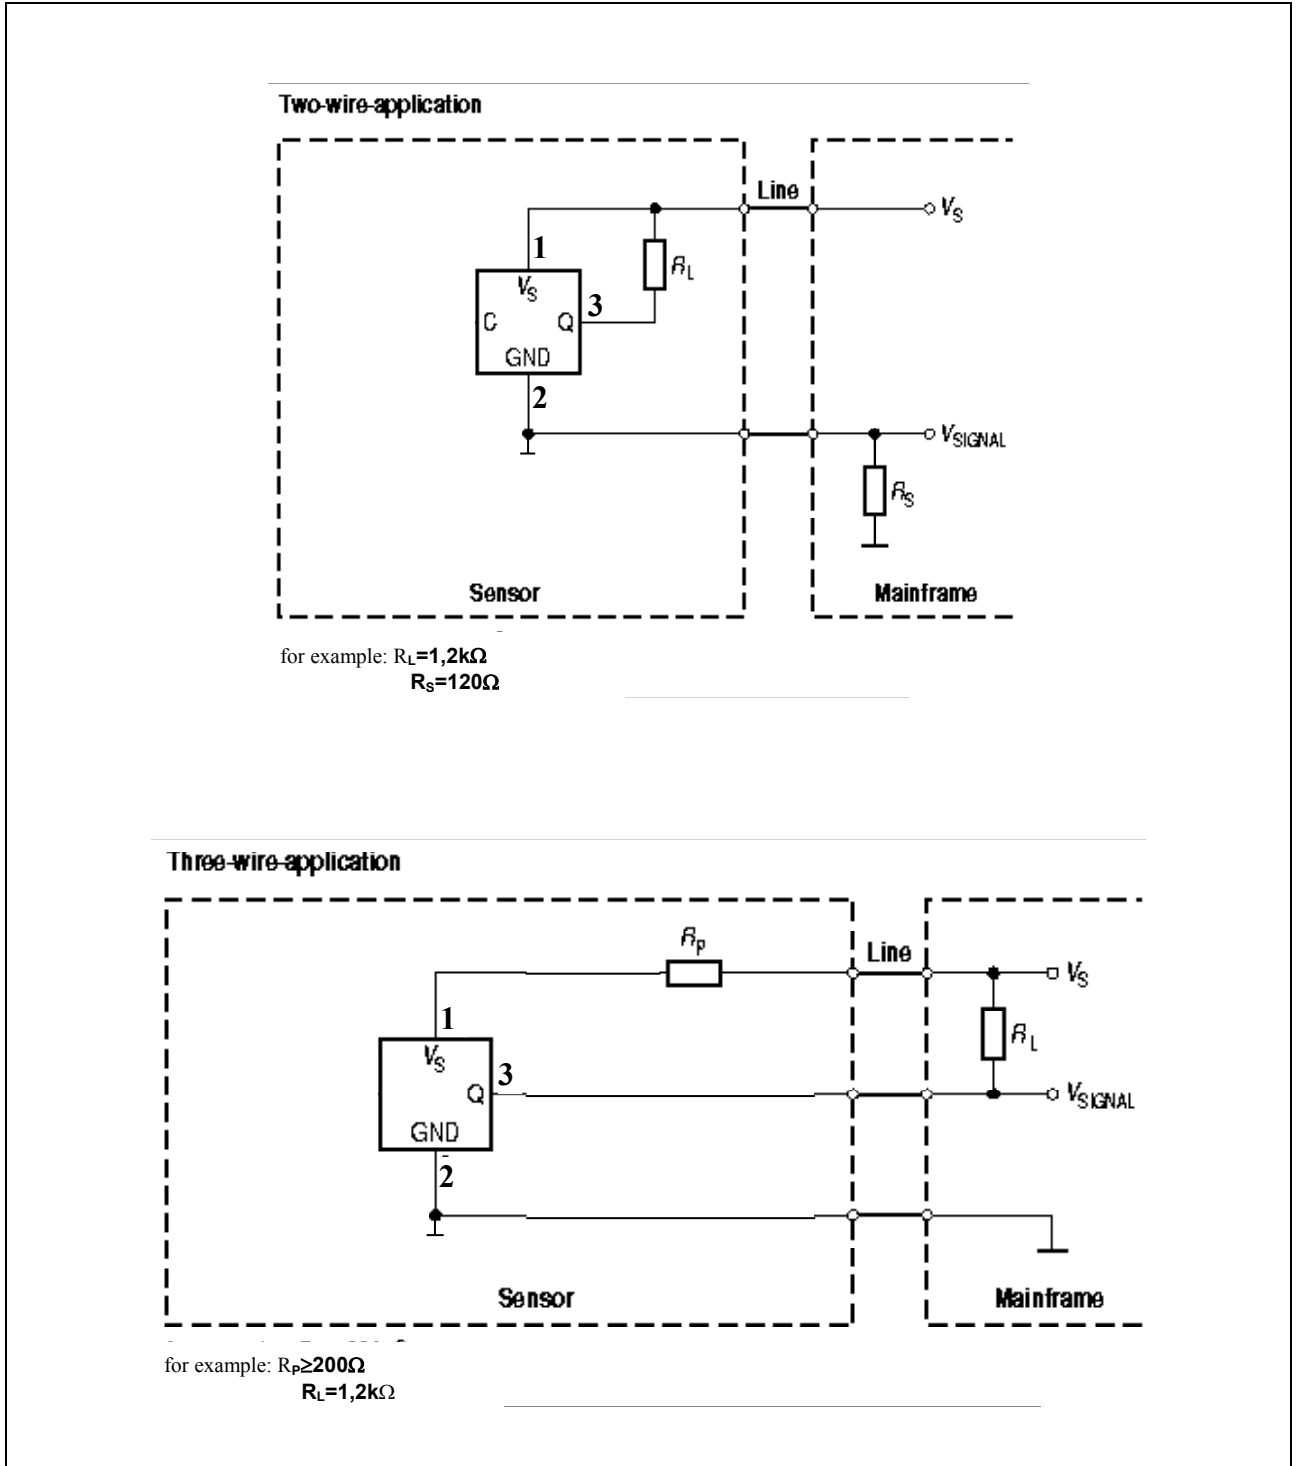 Two-wire-application
Line
VS
1
RL
VS
3
C
Q
GND
2
VSIGNAL
RS
Sensor
Mainframe
for example: RL=1,2kΩ
RS=120Ω
Three-wire-application
Rp
Line
VS
1
RL
VS
3
Q
VSIGNAL
GND
2
Sensor
Mainframe
for example: RP≥200Ω
RL=1,2kΩ